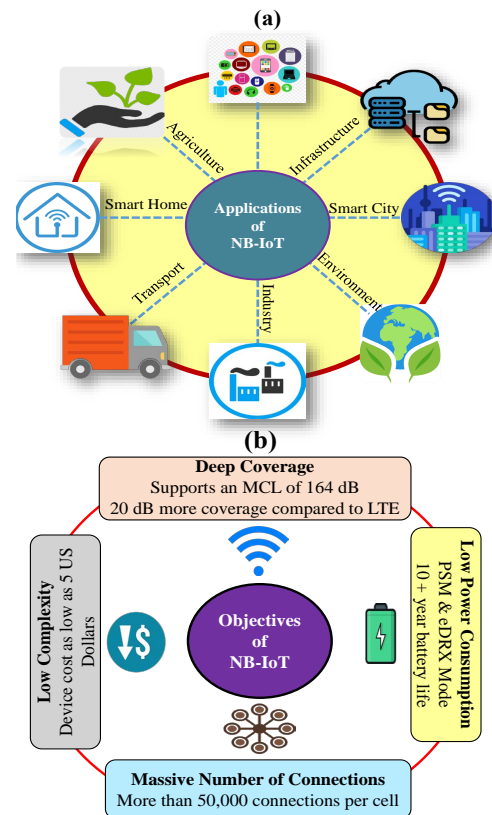 (a)
Agriculture
Infrastructure
Smart Home
Applications
of
NB-IoT
Smart City
Transport
Industry
Environment
(b)
Deep Coverage
Supports an MCL of 164 dB
20 dB more coverage compared to LTE
Low Complexity
Device cost as low as 5 US
Dollars
$
Objectives
of
NB-IoT
Low Power Consumption
PSM & eDRX Mode
10+ year battery life
Massive Number of Connections
More than 50,000 connections per cell